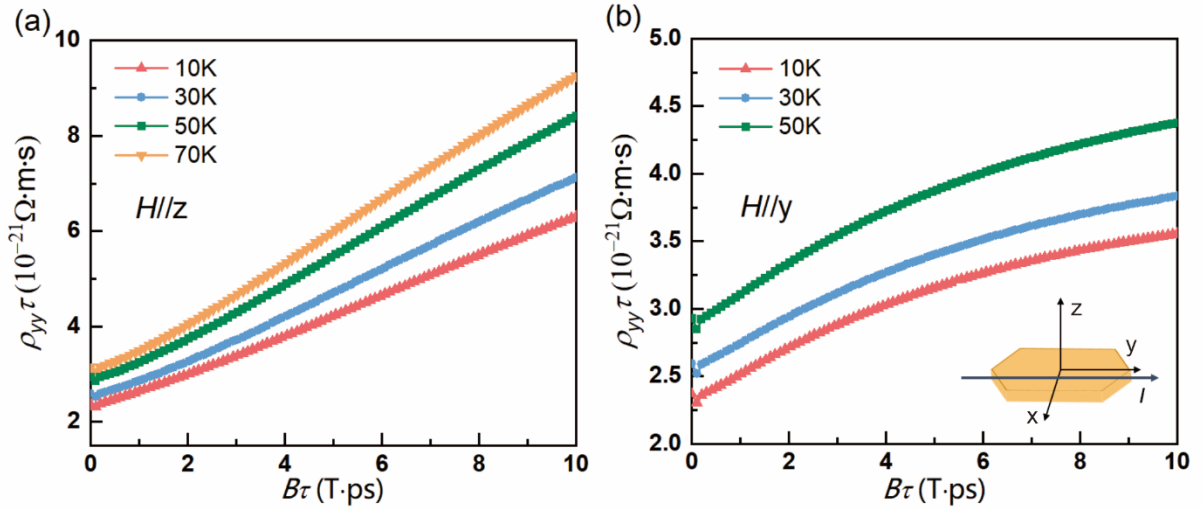 (a)
10
8
6
4
2
ρyyτ (10⁻²¹Ω·m·s)
10K
30K
50K
70K
H//z
0 2 4 6 8 10
Bτ (T·ps)
(b)
5.0
4.5
4.0
3.5
3.0
2.5
2.0
ρyyτ (10⁻²¹Ω·m·s)
10K
30K
50K
H//y
z
y
x
I
0 2 4 6 8 10
Bτ (T·ps)